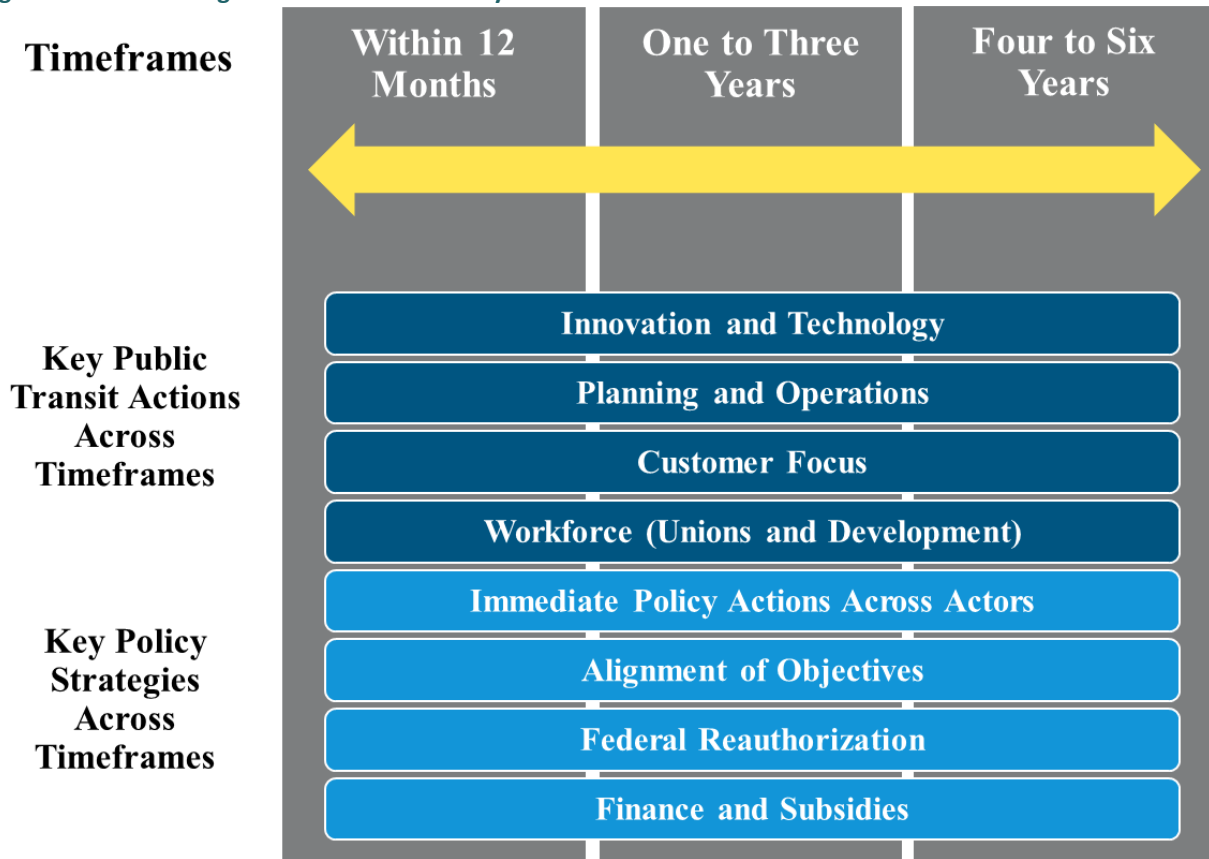 Timeframes
Within 12
Months
One to Three
Years
Four to Six
Years
Key Public
Transit Actions
Across
Timeframes
Innovation and Technology
Planning and Operations
Customer Focus
Workforce (Unions and Development)
Key Policy
Strategies
Across
Timeframes
Immediate Policy Actions Across Actors
Alignment of Objectives
Federal Reauthorization
Finance and Subsidies